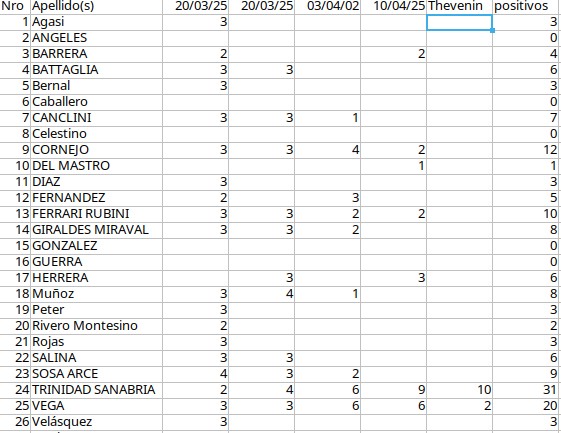 Nro Apellido(s) 20/03/25 20/03/25 03/04/02 10/04/25 Thevenin positivos
1 Agasi 3 3
2 ANGELES 0
3 BARRERA 2 2 4
4 BATTAGLIA 3 3 6
5 Bernal 3 3
6 Caballero 0
7 CANCLINI 3 3 1 7
8 Celestino 0
9 CORNEJO 3 3 4 2 12
10 DEL MASTRO 1 1
11 DIAZ 3 3
12 FERNANDEZ 2 3 5
13 FERRARI RUBINI 3 3 2 2 10
14 GIRALDES MIRAVAL 3 3 2 8
15 GONZALEZ 0
16 GUERRA 0
17 HERRERA 3 3 6
18 Muñoz 3 4 1 8
19 Peter 3 3
20 Rivero Montesino 2 2
21 Rojas 3 3
22 SALINA 3 3 6
23 SOSA ARCE 4 3 2 9
24 TRINIDAD SANABRIA 2 4 6 9 10 31
25 VEGA 3 3 6 6 2 20
26 Velásquez 3 3